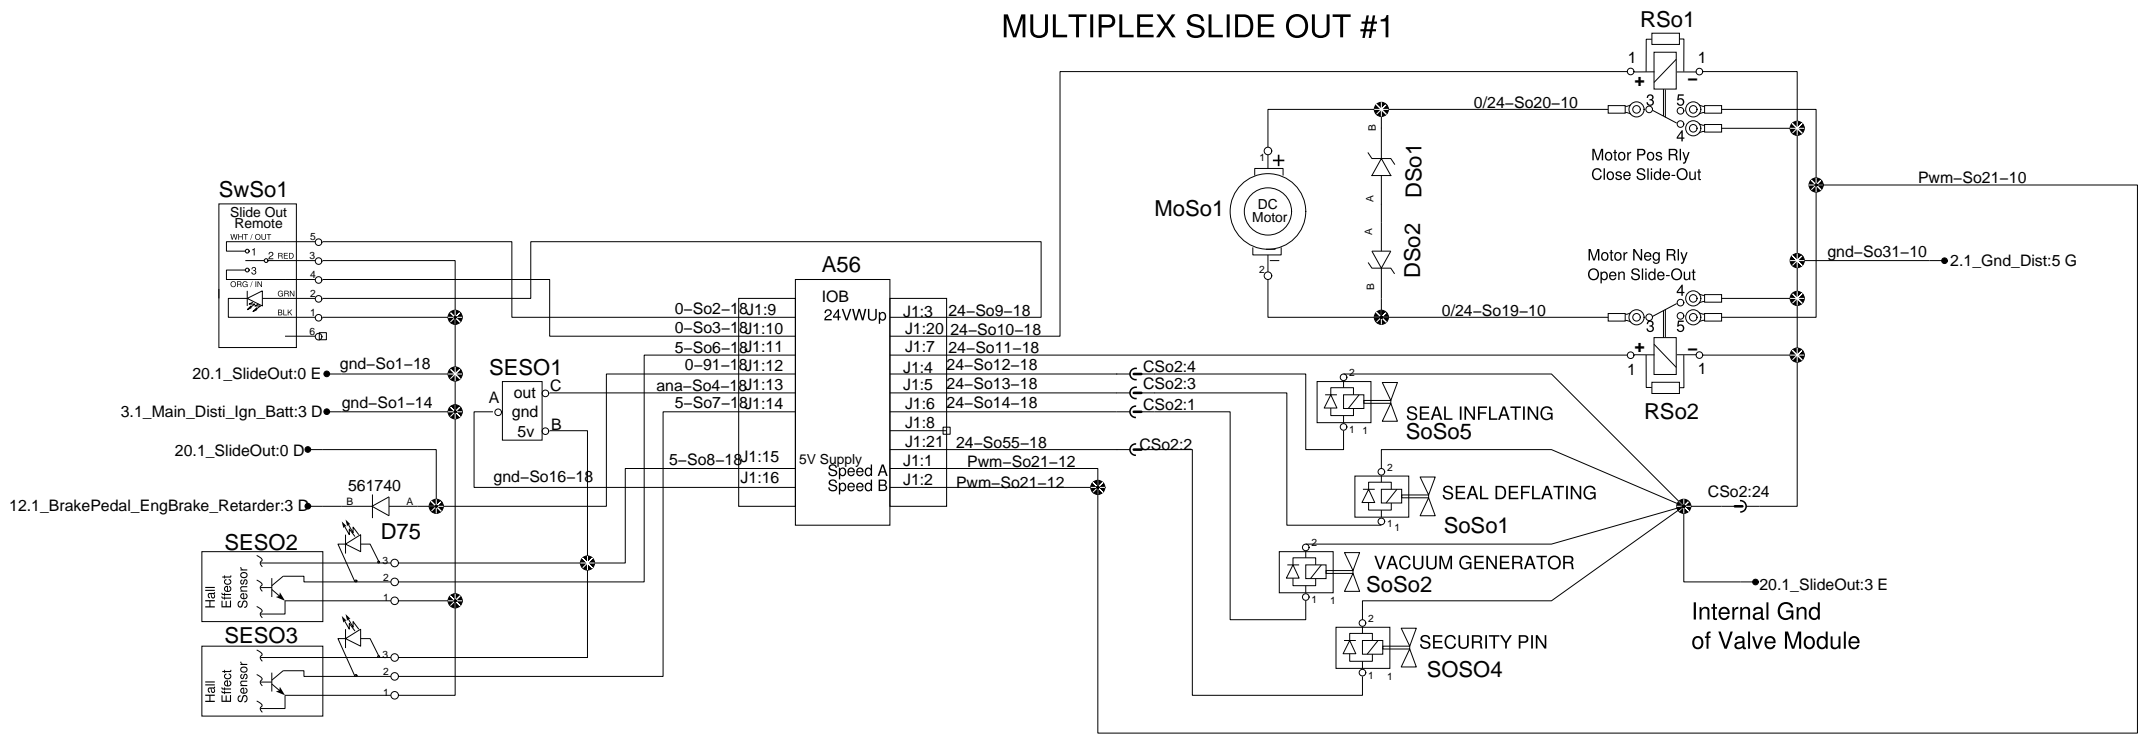 MULTIPLEX SLIDE OUT #1
RSo1
1
1
+
−
0/24−So20−10
3
5
4
Motor Pos Rly
Close Slide−Out
B
DSo1
A
1
+
MoSo1
DC
Motor
−
2
A
DSo2
B
Pwm−So21−10
Motor Neg Rly
Open Slide−Out
gnd−So31−10
2.1_Gnd_Dist:5 G
4
0/24−So19−10
3
5
+
−
1
1
RSo2
SwSo1
Slide Out
Remote
WHT / OUT
5
1
2 RED
3
3
4
ORG / IN
GRN
2
BLK
1
6
20.1_SlideOut:0 E
gnd−So1−18
3.1_Main_Disti_Ign_Batt:3 D
gnd−So1−14
20.1_SlideOut:0 D
12.1_BrakePedal_EngBrake_Retarder:3 D
561740
B
A
D75
SESO1
out
C
A
gnd
5v
B
gnd−So16−18
SESO2
Hall
Effect
Sensor
3
2
1
SESO3
Hall
Effect
Sensor
3
2
1
A56
IOB
24VWUp
5V Supply
Speed A
Speed B
0−So2−18
J1:9
0−So3−18
J1:10
5−So6−18
J1:11
0−91−18
J1:12
ana−So4−18
J1:13
5−So7−18
J1:14
5−So8−18
J1:15
J1:16
J1:3
24−So9−18
J1:20
24−So10−18
J1:7
24−So11−18
J1:4
24−So12−18
J1:5
24−So13−18
J1:6
24−So14−18
J1:8
J1:21
24−So55−18
J1:1
Pwm−So21−12
J1:2
Pwm−So21−12
CSo2:4
CSo2:3
CSo2:1
CSo2:2
2
SEAL INFLATING
SoSo5
1
1
2
SEAL DEFLATING
SoSo1
1
1
2
VACUUM GENERATOR
SoSo2
1
1
2
SECURITY PIN
SOSO4
1
1
CSo2:24
20.1_SlideOut:3 E
Internal Gnd
of Valve Module